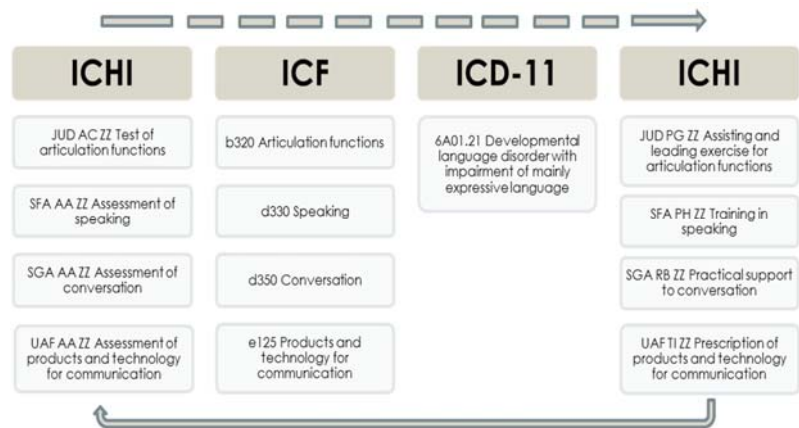 ICHI
JUD AC ZZ Test of
articulation functions
SFA AA ZZ Assessment of
speaking
SGA AA ZZ Assessment of
conversation
UAF AA ZZ Assessment of
products and technology
for communication
ICF
b320 Articulation functions
d330 Speaking
d350 Conversation
e125 Products and
technology for
communication
ICD-11
6A01.21 Developmental
language disorder with
impairment of mainly
expressive language
ICHI
JUD PG ZZ Assisting and
leading exercise for
articulation functions
SFA PH ZZ Training in
speaking
SGA RB ZZ Practical support
to conversation
UAF TI ZZ Prescription of
products and technology
for communication